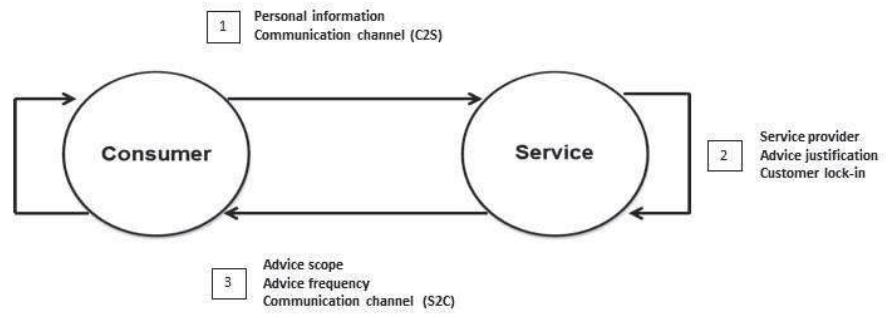 1
Personal information
Communication channel (C2S)
Consumer
Service
2
Service provider
Advice justification
Customer lock-in
3
Advice scope
Advice frequency
Communication channel (S2C)